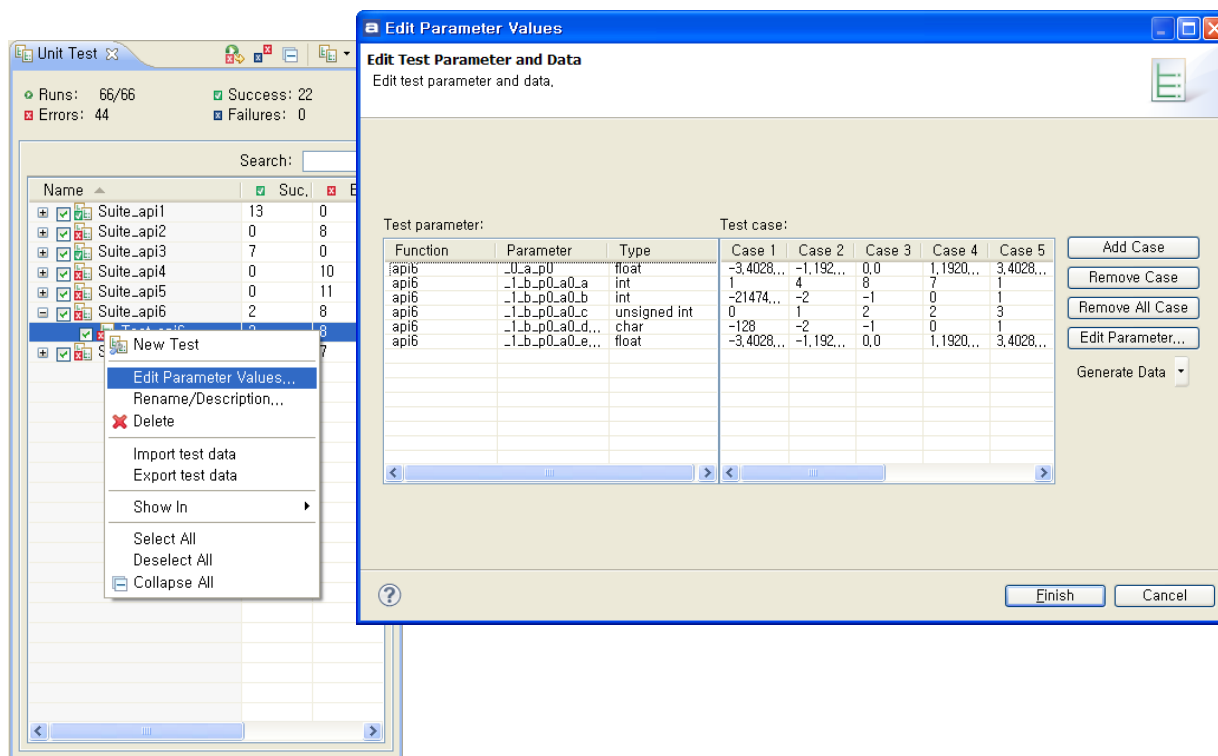 Unit Test
Runs: 66/66 Success: 22
Errors: 44 Failures: 0
Search:
Name Suc, E
Suite_api1 13 0
Suite_api2 0 8
Suite_api3 7 0
Suite_api4 0 10
Suite_api5 0 11
Suite_api6 2 8
8
S 7
New Test
Edit Parameter Values,,,
Rename/Description,,,
Delete
Import test data
Export test data
Show In
Select All
Deselect All
Collapse All
a Edit Parameter Values
Edit Test Parameter and Data
Edit test parameter and data,
Test parameter: Test case:
Function Parameter Type Case 1 Case 2 Case 3 Case 4 Case 5
api6 _0_a_p0 float -3,4028,,, -1,192,,, 0,0 1,1920,,, 3,4028,,,
api6 _1_b_p0_a0_a int 1 4 8 7 1
api6 _1_b_p0_a0_b int -21474,,, -2 -1 0 1
api6 _1_b_p0_a0_c unsigned int 0 1 2 2 3
api6 _1_b_p0_a0_d,,, char -128 -2 -1 0 1
api6 _1_b_p0_a0_e,,, float -3,4028,,, -1,192,,, 0,0 1,1920,,, 3,4028,,,
Add Case
Remove Case
Remove All Case
Edit Parameter,,,
Generate Data
Finish Cancel